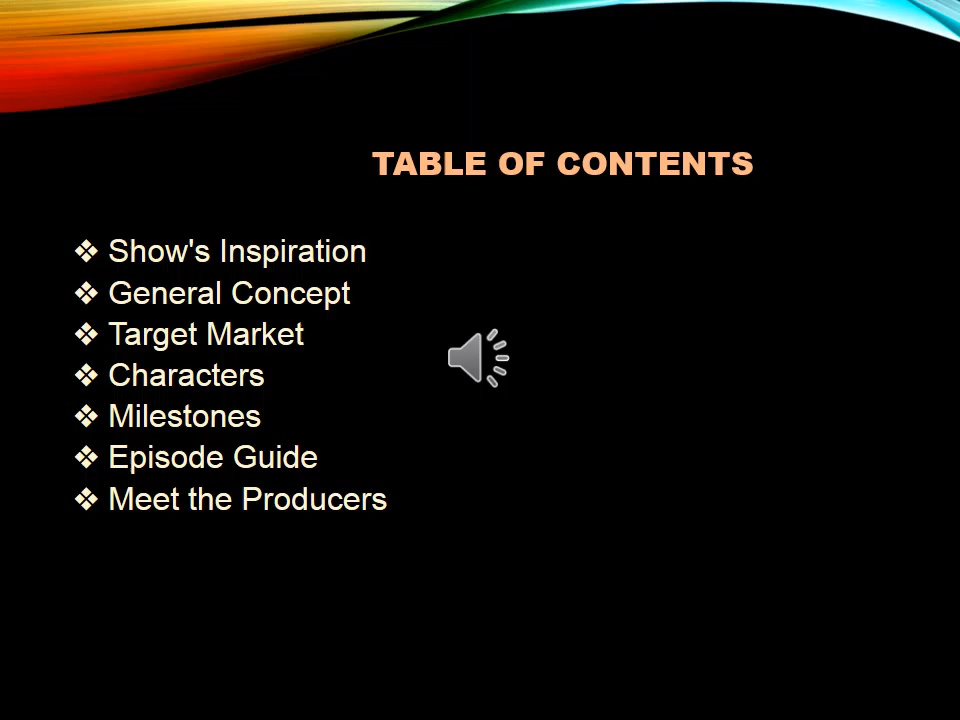 TABLE OF CONTENTS
❖ Show's Inspiration
❖ General Concept
❖ Target Market
❖ Characters
❖ Milestones
❖ Episode Guide
❖ Meet the Producers